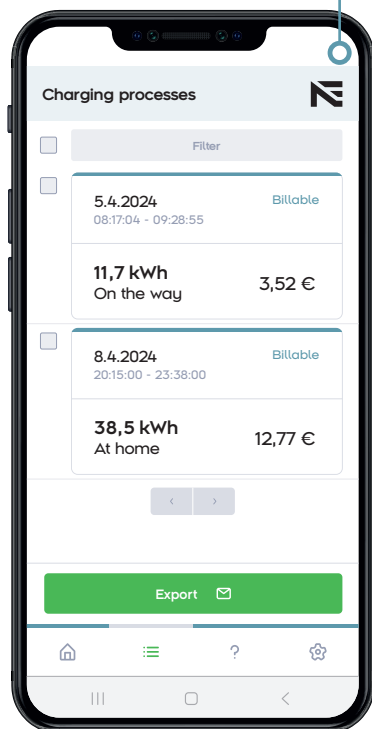 Charging processes
Filter
5.4.2024
Billable
08:17:04 - 09:28:55
11,7 kWh
On the way
3,52 €
8.4.2024
Billable
20:15:00 - 23:38:00
38,5 kWh
At home
12,77 €
Export
?